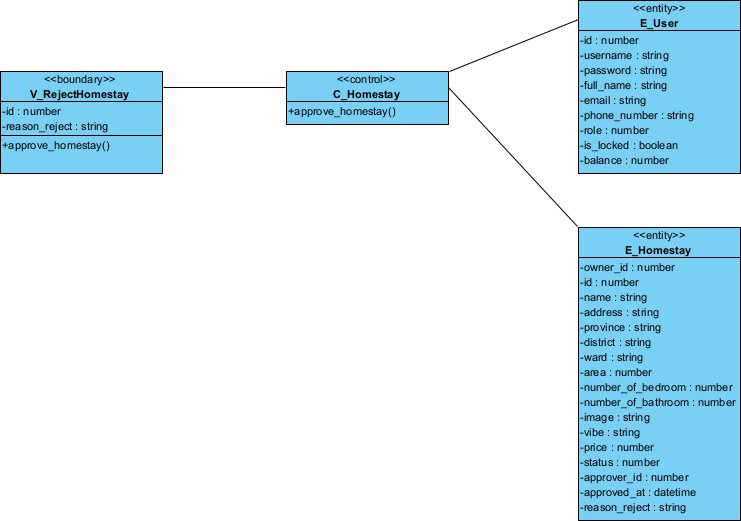 <<boundary>>
V_RejectHomestay
-id : number
-reason_reject : string
+approve_homestay()
<<control>>
C_Homestay
+approve_homestay()
<<entity>>
E_User
-id : number
-username : string
-password : string
-full_name : string
-email : string
-phone_number : string
-role : number
-is_locked : boolean
-balance : number
<<entity>>
E_Homestay
-owner_id : number
-id : number
-name : string
-address : string
-province : string
-district : string
-ward : string
-area : number
-number_of_bedroom : number
-number_of_bathroom : number
-image : string
-vibe : string
-price : number
-status : number
-approver_id : number
-approved_at : datetime
-reason_reject : string